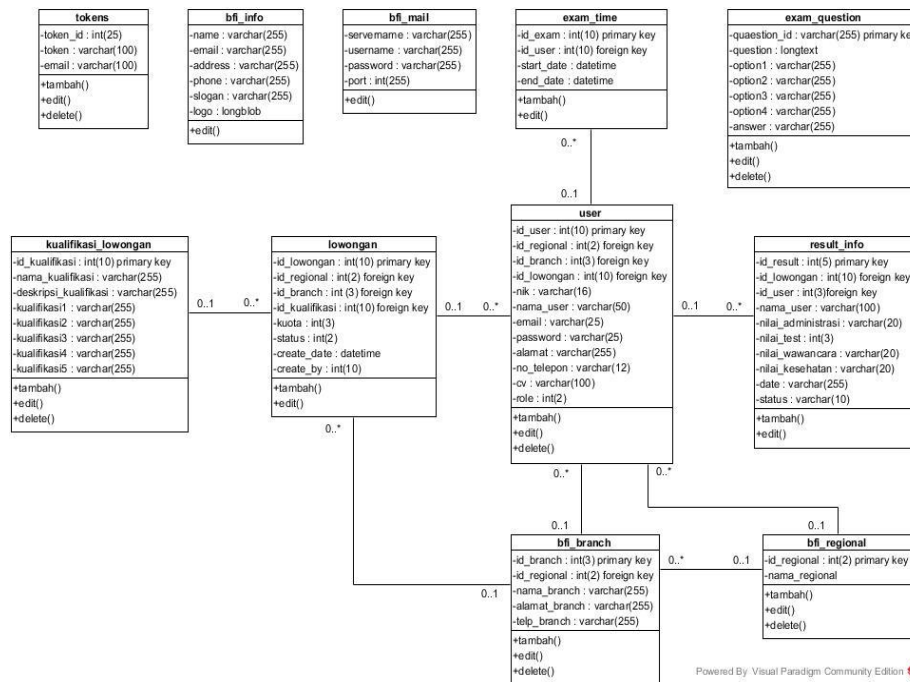 tokens
-token_id : int(25)
-token : varchar(100)
-email : varchar(100)
+tambah()
+edit()
+delete()
bfi_info
-name : varchar(255)
-email : varchar(255)
-address : varchar(255)
-phone : varchar(255)
-slogan : varchar(255)
-logo : longblob
+edit()
bfi_mail
-servername : varchar(255)
-username : varchar(255)
-password : varchar(255)
-port : int(255)
+edit()
exam_time
-id_exam : int(10) primary key
-id_user : int(10) foreign key
-start_date : datetime
-end_date : datetime
+tambah()
+edit()
exam_question
-quaestion_id : varchar(255) primary ke
-question : longtext
-option1 : varchar(255)
-option2 : varchar(255)
-option3 : varchar(255)
-option4 : varchar(255)
-answer : varchar(255)
+tambah()
+edit()
+delete()
0..*
0..1
kualifikasi_lowongan
-id_kualifikasi : int(10) primary key
-nama_kualifikasi : varchar(255)
-deskripsi_kualifikasi : varchar(255)
-kualifikasi1 : varchar(255)
-kualifikasi2 : varchar(255)
-kualifikasi3 : varchar(255)
-kualifikasi4 : varchar(255)
-kualifikasi5 : varchar(255)
+tambah()
+edit()
+delete()
0..1
0..*
lowongan
-id_lowongan : int(10) primary key
-id_regional : int(2) foreign key
-id_branch : int (3) foreign key
-id_kualifikasi : int(10) foreign key
-kuota : int(3)
-status : int(2)
-create_date : datetime
-create_by : int(10)
+tambah()
+edit()
0..1
0..*
user
-id_user : int(10) primary key
-id_regional : int(2) foreign key
-id_branch : int(3) foreign key
-id_lowongan : int(10) foreign key
-nik : varchar(16)
-nama_user : varchar(50)
-email : varchar(25)
-password : varchar(25)
-alamat : varchar(255)
-no_telepon : varchar(12)
-cv : varchar(100)
-role : int(2)
+tambah()
+edit()
+delete()
0..1
0..*
result_info
-id_result : int(5) primary key
-id_lowongan : int(10) foreign key
-id_user : int(3)foreign key
-nama_user : varchar(100)
-nilai_administrasi : varchar(20)
-nilai_test : int(3)
-nilai_wawancara : varchar(20)
-nilai_kesehatan : varchar(20)
-date : varchar(255)
-status : varchar(10)
+tambah()
+edit()
0..*
0..*
0..*
0..1
0..1
0..1
bfi_branch
-id_branch : int(3) primary key
-id_regional : int(2) foreign key
-nama_branch : varchar(255)
-alamat_branch : varchar(255)
-telp_branch : varchar(255)
+tambah()
+edit()
+delete()
0..*
0..1
bfi_regional
-id_regional : int(2) primary key
-nama_regional
+tambah()
+edit()
+delete()
Powered By Visual Paradigm Community Edition